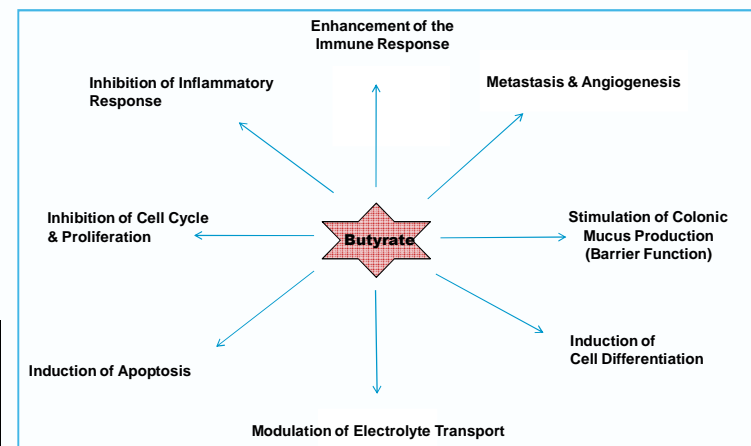 Enhancement of the
Immune Response
Inhibition of Inflammatory
Response
Metastasis & Angiogenesis
Inhibition of Cell Cycle
& Proliferation
Butyrate
Stimulation of Colonic
Mucus Production
(Barrier Function)
Induction of Apoptosis
Induction of
Cell Differentiation
Modulation of Electrolyte Transport